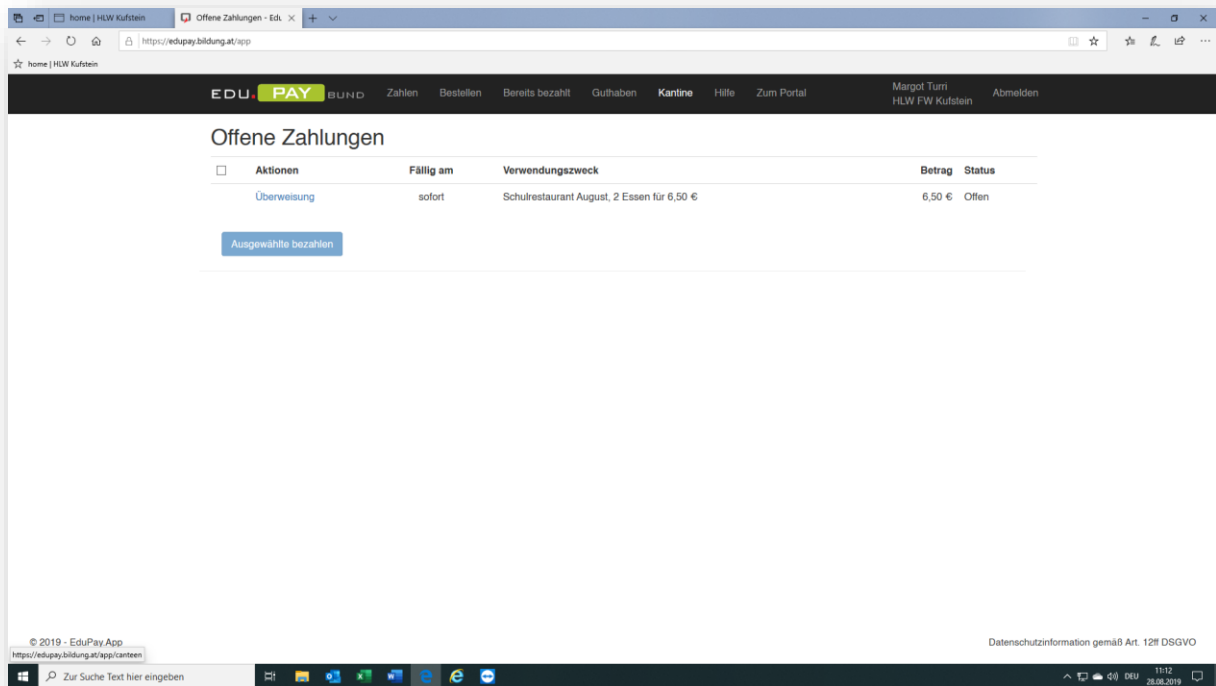 home | HLW Kufstein
Offene Zahlungen - Edu
https://edupay.bildung.at/app
home | HLW Kufstein
EDU.PAY BUND Zahlen Bestellen Bereits bezahlt Guthaben Kantine Hilfe Zum Portal Margot Turri Abmelden
HLW FW Kufstein
Offene Zahlungen
Aktionen Fällig am Verwendungszweck Betrag Status
Überweisung sofort Schulrestaurant August, 2 Essen für 6,50 € 6,50 € Offen
Ausgewählte bezahlen
© 2019 - EduPay.App Datenschutzinformation gemäß Art. 12ff DSGVO
https://edupay.bildung.at/app/canteen
Zur Suche Text hier eingeben DEU 11:12
28.08.2019